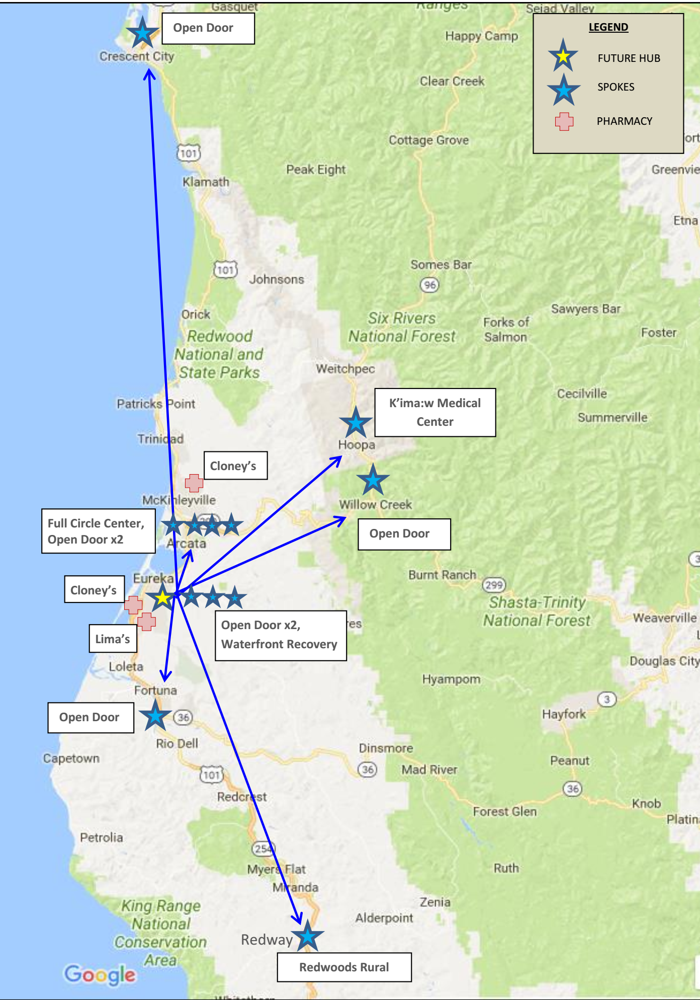 Gasquet
Ranges
Seiad Valley
Open Door
LEGEND
Happy Camp
Crescent City
FUTURE HUB
Clear Creek
SPOKES
PHARMACY
Cottage Grove
101
Peak Eight
Greenvie
Klamath
Etna
Somes Bar
101
Johnsons
96
Sawyers Bar
Orick
Six Rivers
National Forest
Forks of
Salmon
Foster
Redwood
National and
State Parks
Weitchpec
Cecilville
Patricks Point
K'ima:w Medical
Center
Summerville
Trinidad
Hoopa
Cloney's
McKinleyville
Willow Creek
Full Circle Center,
Open Door x2
Open Door
Arcata
3
Eureka
Burnt Ranch
299
Cloney's
Shasta-Trinity
National Forest
Weaverville
Open Door x2,
Waterfront Recovery
res
Lima's
Loleta
Douglas City
Hyampom
Fortuna
3
Open Door
36
Hayfork
Rio Dell
Dinsmore
Capetown
Peanut
101
36
Mad River
36
Redcrest
Knob
Forest Glen
Platin
Petrolia
254
Myers Flat
Ruth
Miranda
Zenia
King Range
National
Conservation
Area
Alderpoint
Redway
Redwoods Rural
Google